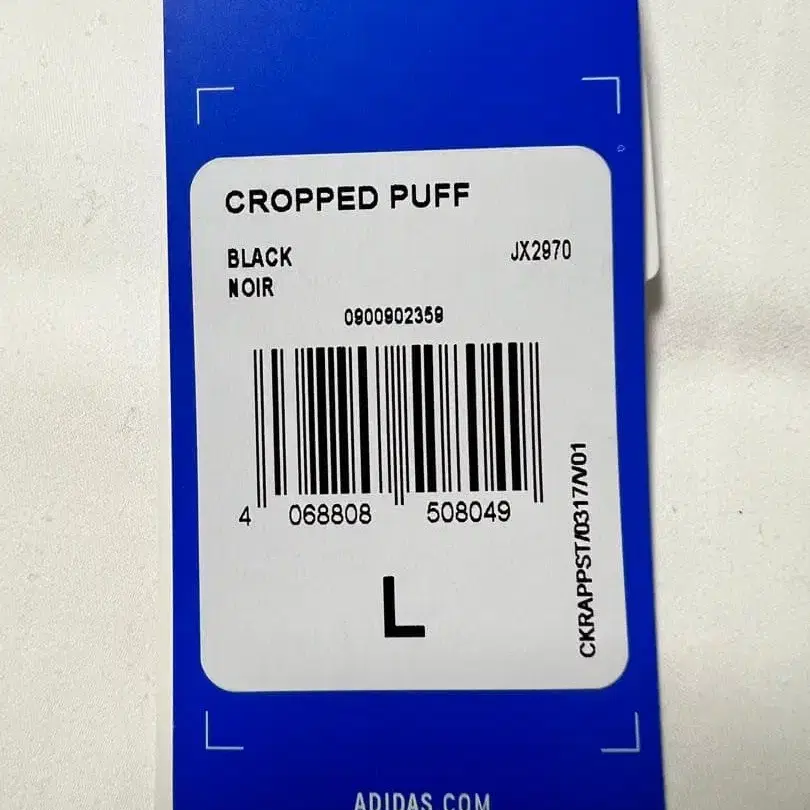 CROPPED PUFF
BLACK JX2970
NOIR
0900902359
4 068808 508049
L
CKRAPPST/0317/V01
ADIDAS.COM